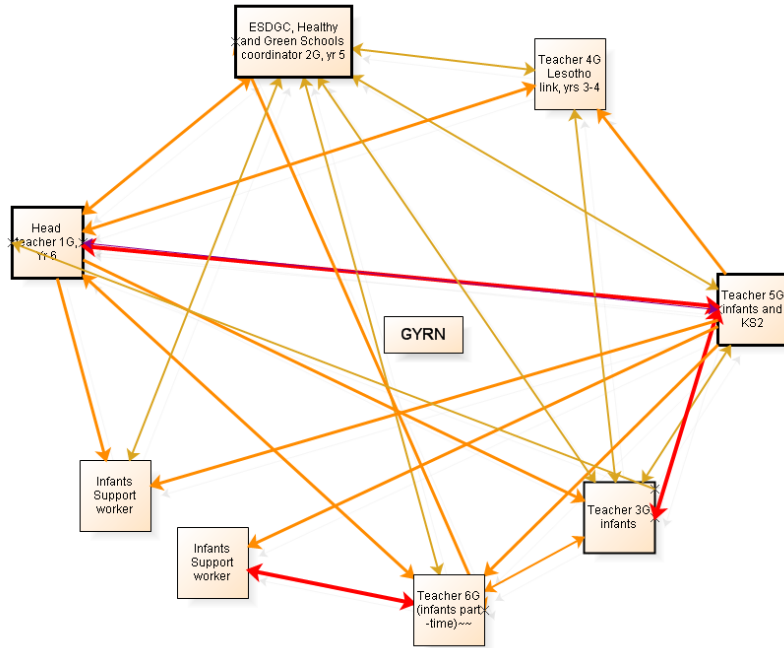 ESDGC, Healthy
and Green Schools
coordinator 2G, yr 5
Teacher 4G
Lesotho
link, yrs 3-4
Head
teacher 1G,
Yr 6
Teacher 5G
infants and
KS2
GYRN
Infants
Support
worker
Teacher 3G,
infants
Infants
Support
worker
Teacher 6G
(infants part
-time)~~